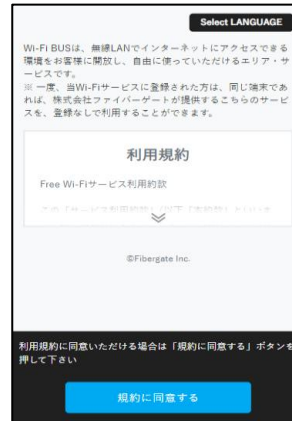 Select LANGUAGE
Wi-Fi BUSは、無線LANでインターネットにアクセスできる
環境をお客様に開放し、自由に使っていただけるエリア・サ
ービスです。
※ 一度、当Wi-Fiサービスに登録された方は、同じ端末であ
れば、株式会社ファイバーゲートが提供するこちらのサービ
スを、登録なしで利用することができます。
利用規約
Free Wi-Fiサービス利用約款
©Fibergate Inc.
利用規約に同意いただける場合は「規約に同意する」ボタンを
押して下さい
規約に同意する